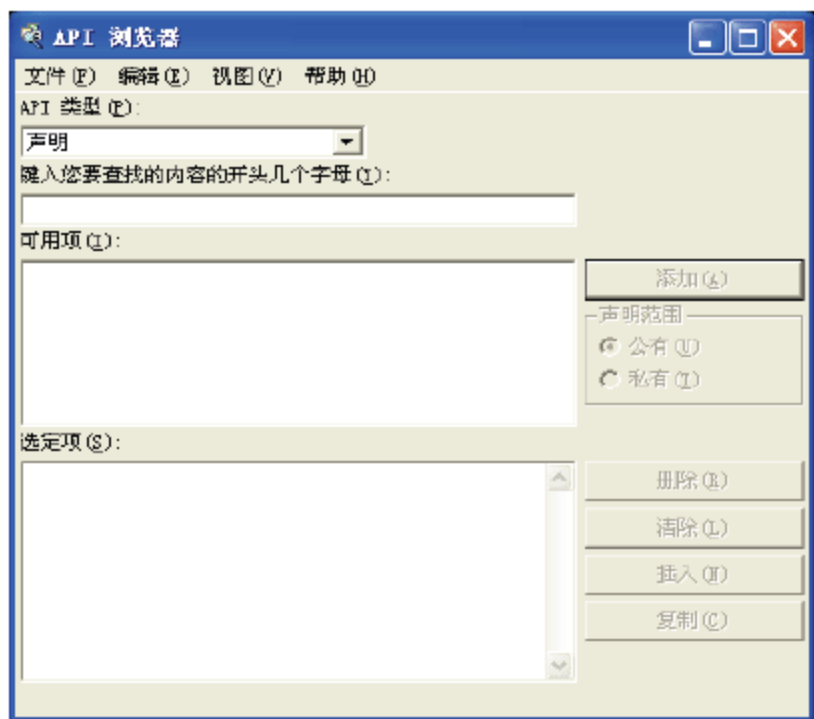 API 浏览器
文件(F) 编辑(E) 视图(V) 帮助(H)
API 类型(P):
声明
键入您要查找的内容的开头几个字母(Y):
可用项(I):
添加(A)
声明范围
公有(U)
私有(T)
选定项(S):
删除(R)
清除(L)
插入(N)
复制(C)